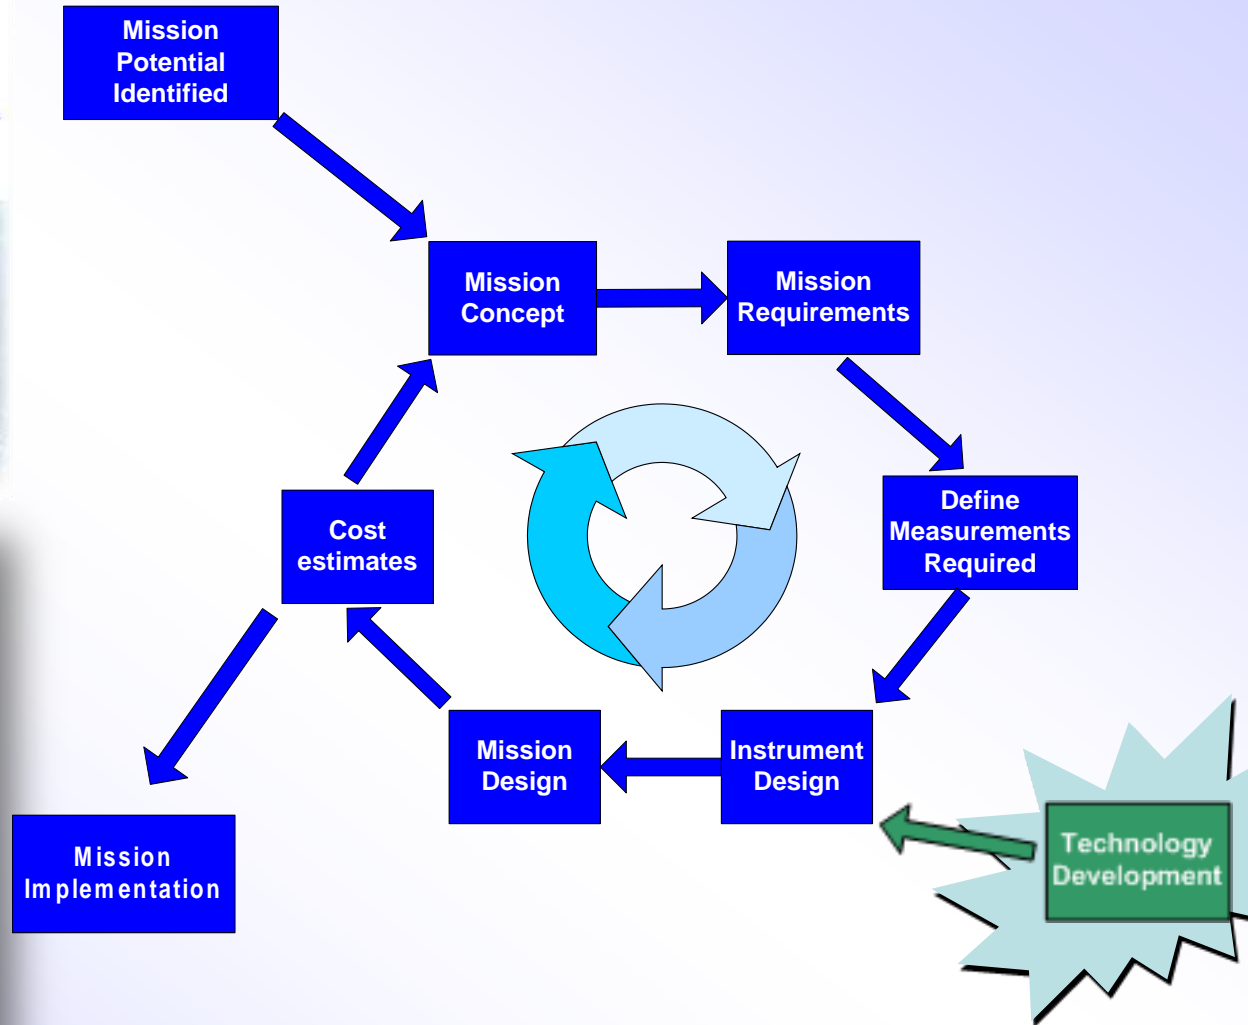 Mission
Potential
Identified
Mission
Concept
Mission
Requirements
Define
Measurements
Required
Cost
estimates
Mission
Design
Instrument
Design
Technology
Development
Mission
Implementation